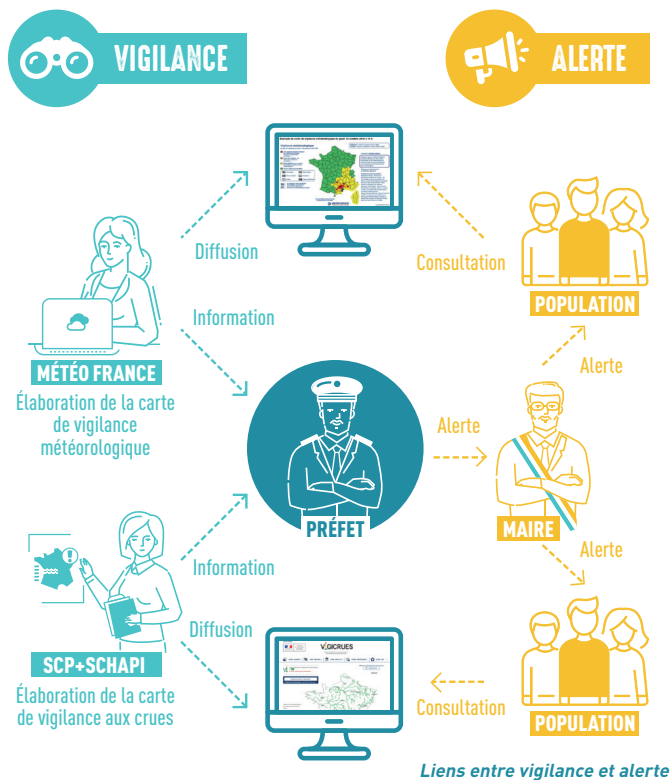 VIGILANCE
ALERTE
Vigilance météorologique
Diffusion
Consultation
POPULATION
Information
MÉTÉO FRANCE
Élaboration de la carte
de vigilance
météorologique
Alerte
Alerte
PRÉFET
MAIRE
Alerte
Information
Diffusion
SCP+SCHAPI
Élaboration de la carte
de vigilance aux crues
VIGICRUES
Consultation
POPULATION
Liens entre vigilance et alerte